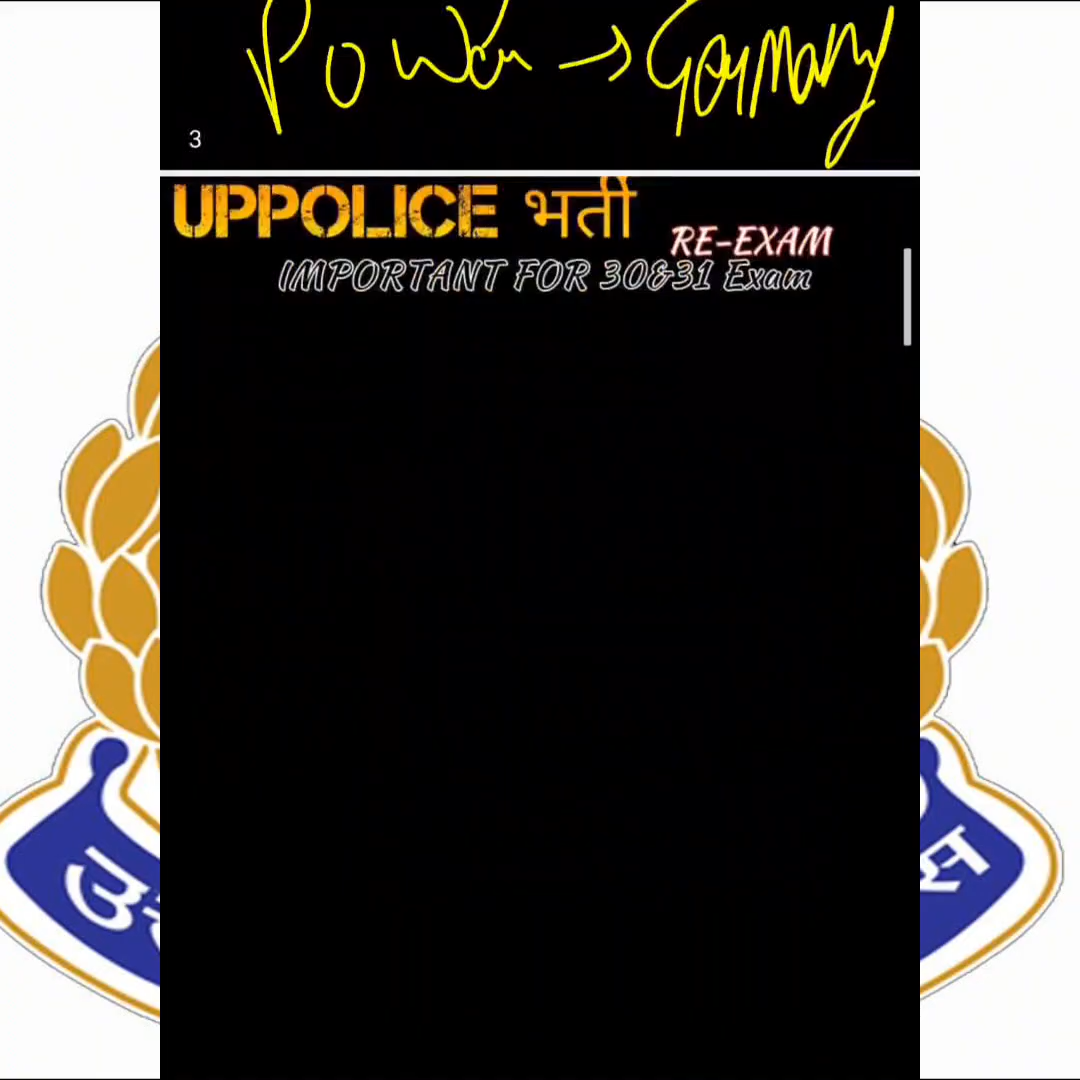 Power → Germany
3
UPPOLICE भर्ती
RE-EXAM
IMPORTANT FOR 30&31 Exam